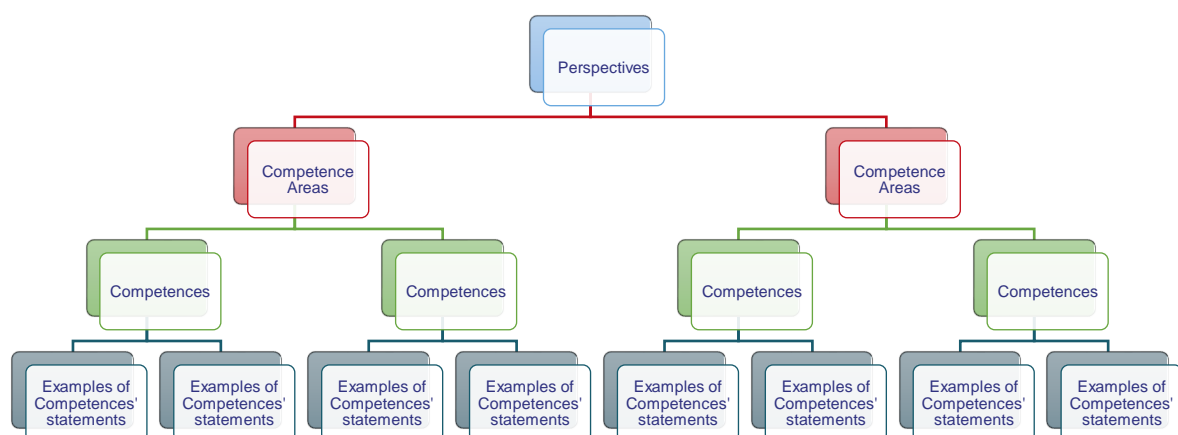 Perspectives
Competence
Areas
Competence
Areas
Competences
Competences
Competences
Competences
Examples of
Competences'
statements
Examples of
Competences'
statements
Examples of
Competences'
statements
Examples of
Competences'
statements
Examples of
Competences'
statements
Examples of
Competences'
statements
Examples of
Competences'
statements
Examples of
Competences'
statements